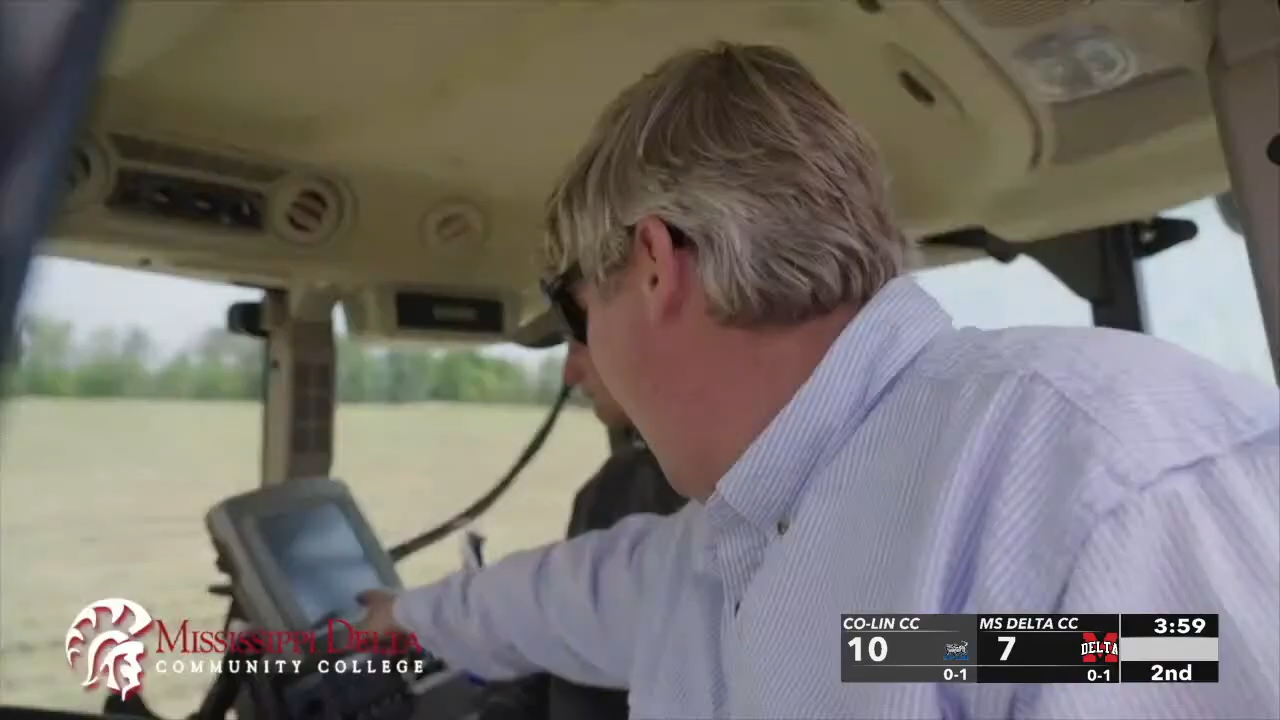 MISSISSIPPI DELTA
COMMUNITY COLLEGE
CO-LIN CC
10
0-1
MS DELTA CC
7
DELTA
0-1
3:59
2nd